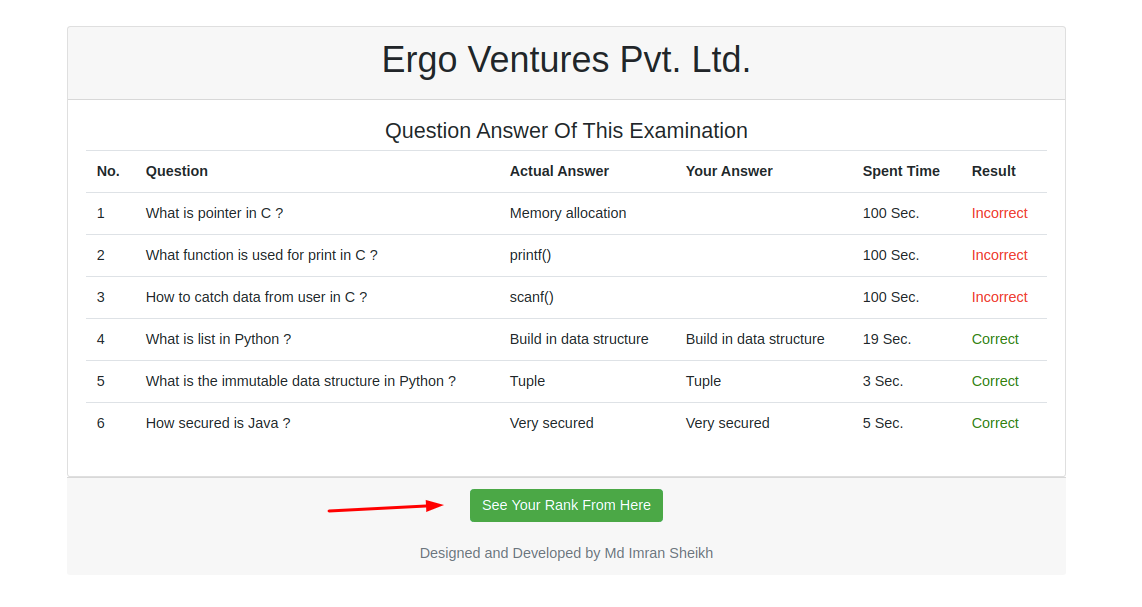 Ergo Ventures Pvt. Ltd.
Question Answer Of This Examination
No. Question Actual Answer Your Answer Spent Time Result
1 What is pointer in C ? Memory allocation 100 Sec. Incorrect
2 What function is used for print in C ? printf() 100 Sec. Incorrect
3 How to catch data from user in C ? scanf() 100 Sec. Incorrect
4 What is list in Python ? Build in data structure Build in data structure 19 Sec. Correct
5 What is the immutable data structure in Python ? Tuple Tuple 3 Sec. Correct
6 How secured is Java ? Very secured Very secured 5 Sec. Correct
See Your Rank From Here
Designed and Developed by Md Imran Sheikh